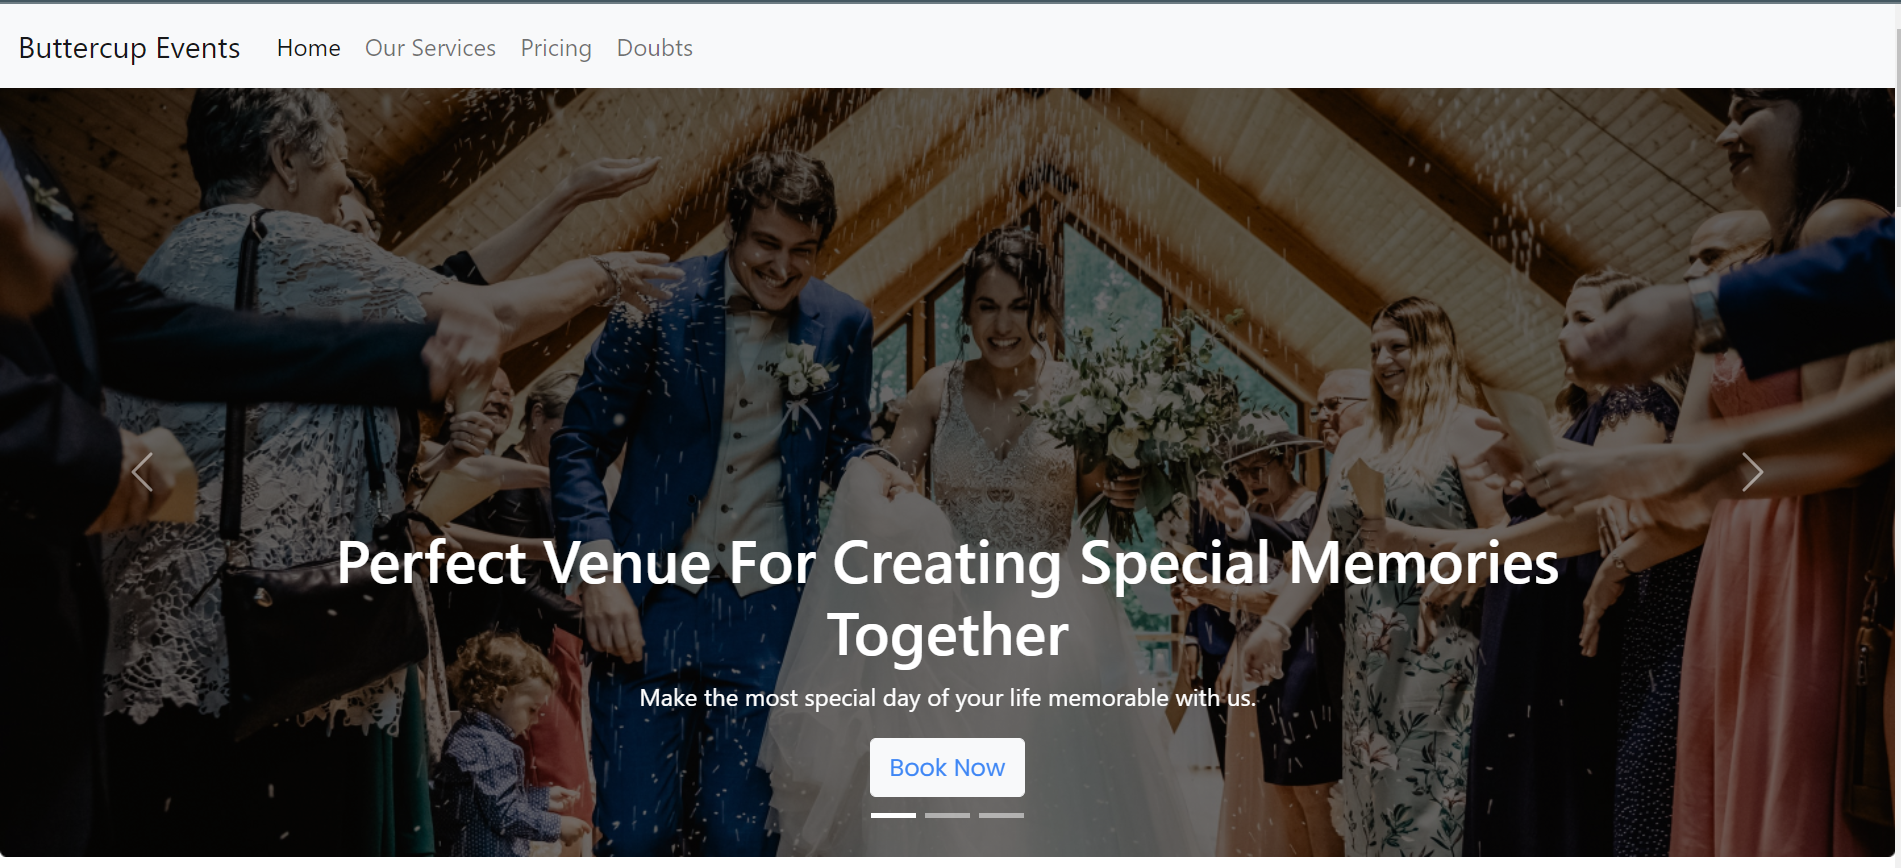 Buttercup Events Home Our Services Pricing Doubts
Perfect Venue For Creating Special Memories
Together
Make the most special day of your life memorable with us.
Book Now